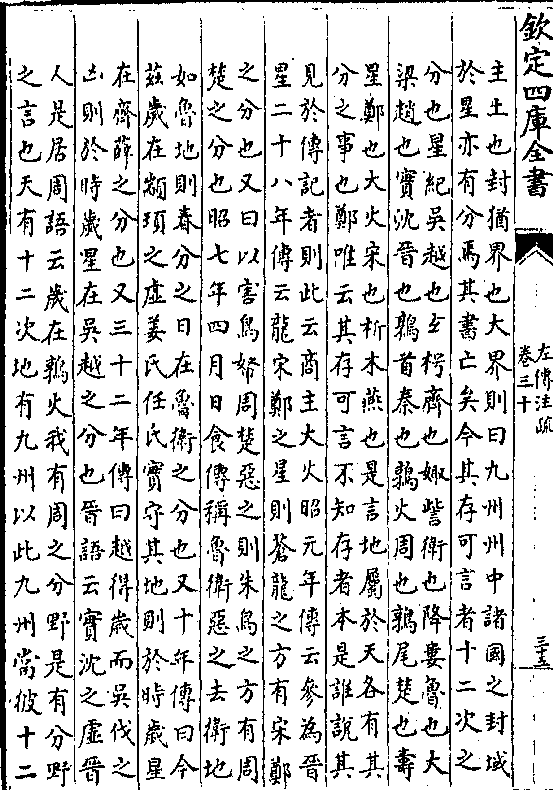 欽定四庫全書
左傳注疏
卷三十
三十五
主土也封猶界也大界則曰九州州中諸國之封域
於星亦有分焉其書亡矣今其存可言者十二次之
分也星紀吳越也玄枵齊也娵訾衛也降婁魯也大
梁趙也實沈晉也鶉首秦也鶉火周也鶉尾楚也壽
星鄭也大火宋也析木燕也是言地屬於天各有其
分之事也鄭唯云其存可言不知存者本是誰說其
見於傳記者則此云商主大火昭元年傳云參為晉
星二十八年傳云龍宋鄭之星則蒼龍之方有宋鄭
之分也又曰以害鳥帑周楚惡之則朱鳥之方有周
楚之分也昭七年四月日食傳稱魯衛惡之去衛地
如魯地則春分之日在魯衛之分也又十年傳曰今
茲歲在顓頊之虛姜氏任氏實守其地則於時歲星
在齊薛之分也又三十二年傳曰越得歲而吳伐之
凶則於時歲星在吳越之分也晉語云實沈之虛晉
人是居周語云歲在鶉火我有周之分野是有分野
之言也天有十二次地有九州以此九州當彼十二